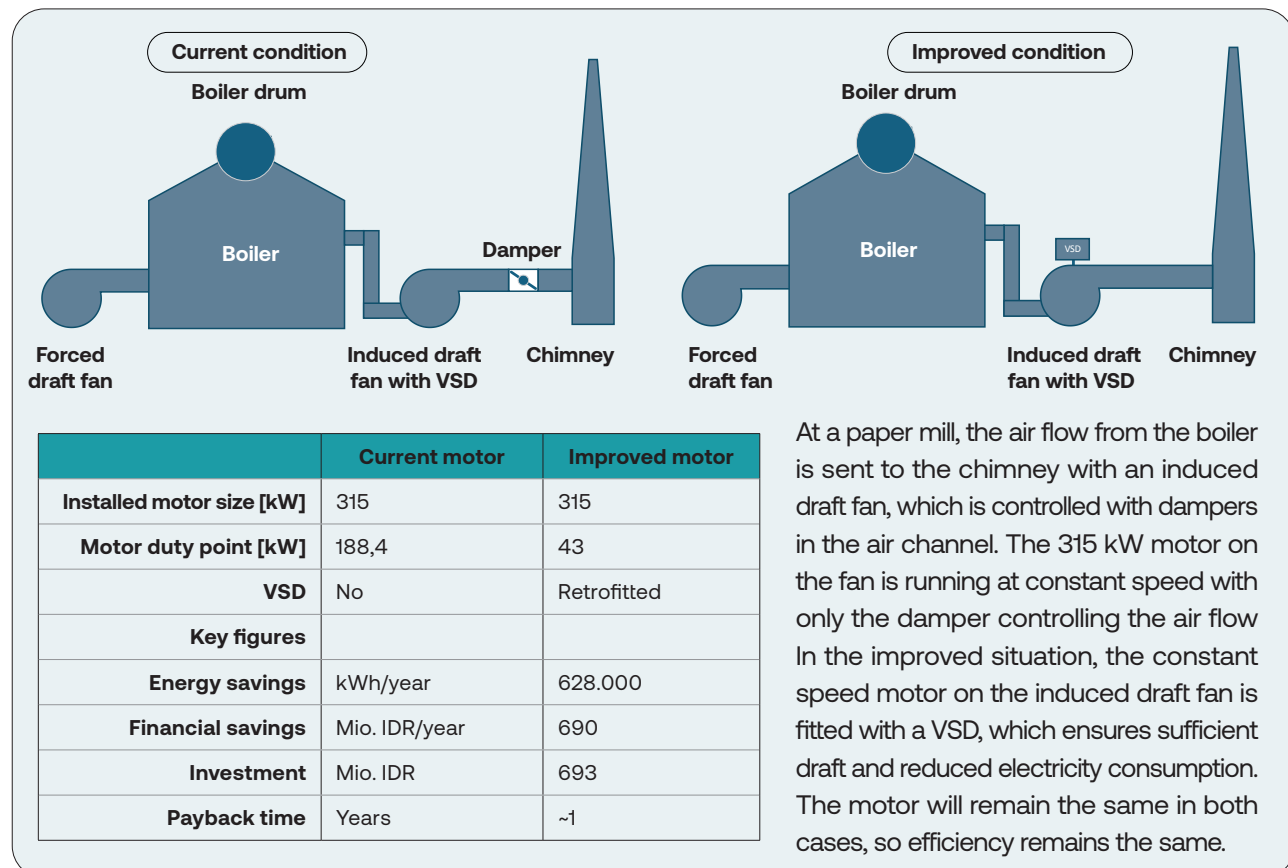 Current condition
Boiler drum
Boiler
Damper
Forced
draft fan
Induced draft
fan with VSD
Chimney
Improved condition
Boiler drum
Boiler
VSD
Forced
draft fan
Induced draft
fan with VSD
Chimney
Current motor Improved motor
Installed motor size [kW] 315 315
Motor duty point [kW] 188,4 43
VSD No Retrofitted
Key figures
Energy savings kWh/year 628.000
Financial savings Mio. IDR/year 690
Investment Mio. IDR 693
Payback time Years ~1
At a paper mill, the air flow from the boiler
is sent to the chimney with an induced
draft fan, which is controlled with dampers
in the air channel. The 315 kW motor on
the fan is running at constant speed with
only the damper controlling the air flow
In the improved situation, the constant
speed motor on the induced draft fan is
fitted with a VSD, which ensures sufficient
draft and reduced electricity consumption.
The motor will remain the same in both
cases, so efficiency remains the same.